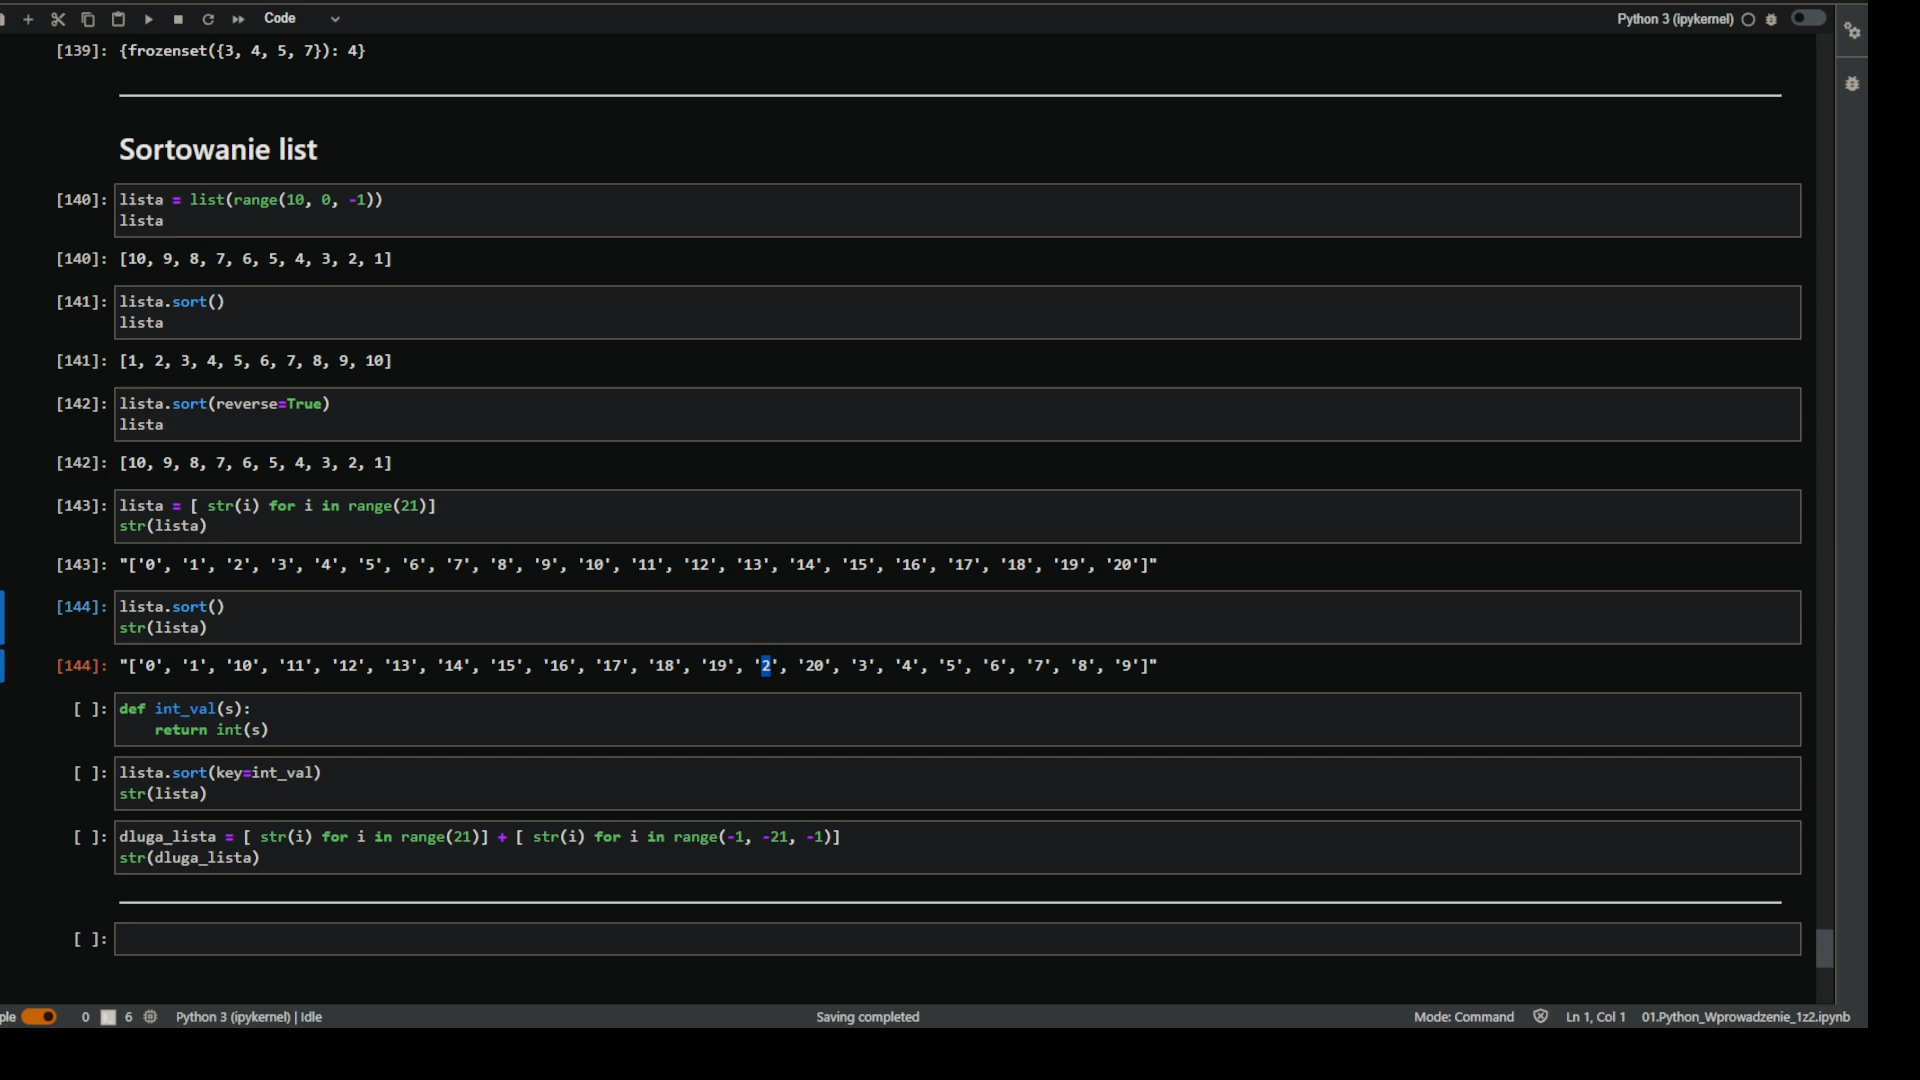 Code
Python 3 (ipykernel)
[139]: {frozenset({3, 4, 5, 7}): 4}
Sortowanie list
[140]: lista = list(range(10, 0, -1))
lista
[140]: [10, 9, 8, 7, 6, 5, 4, 3, 2, 1]
[141]: lista.sort()
lista
[141]: [1, 2, 3, 4, 5, 6, 7, 8, 9, 10]
[142]: lista.sort(reverse=True)
lista
[142]: [10, 9, 8, 7, 6, 5, 4, 3, 2, 1]
[143]: lista = [ str(i) for i in range(21)]
str(lista)
[143]: "['0', '1', '2', '3', '4', '5', '6', '7', '8', '9', '10', '11', '12', '13', '14', '15', '16', '17', '18', '19', '20']"
[144]: lista.sort()
str(lista)
[144]: "['0', '1', '10', '11', '12', '13', '14', '15', '16', '17', '18', '19', '2', '20', '3', '4', '5', '6', '7', '8', '9']"
[ ]: def int_val(s):
return int(s)
[ ]: lista.sort(key=int_val)
str(lista)
[ ]: dluga_lista = [ str(i) for i in range(21)] + [ str(i) for i in range(-1, -21, -1)]
str(dluga_lista)
[ ]:
ple 0 6 Python 3 (ipykernel) | Idle Saving completed Mode: Command Ln 1, Col 1 01.Python_Wprowadzenie_1z2.ipynb